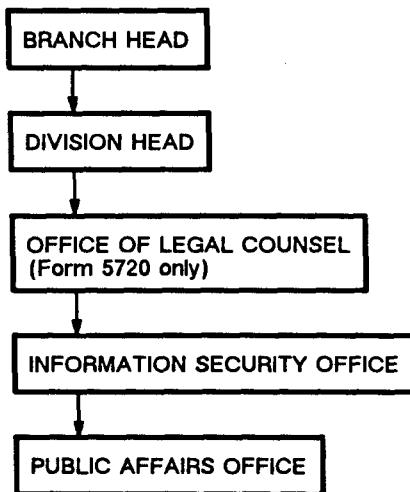 BRANCH HEAD
DIVISION HEAD
OFFICE OF LEGAL COUNSEL
(Form 5720 only)
INFORMATION SECURITY OFFICE
PUBLIC AFFAIRS OFFICE